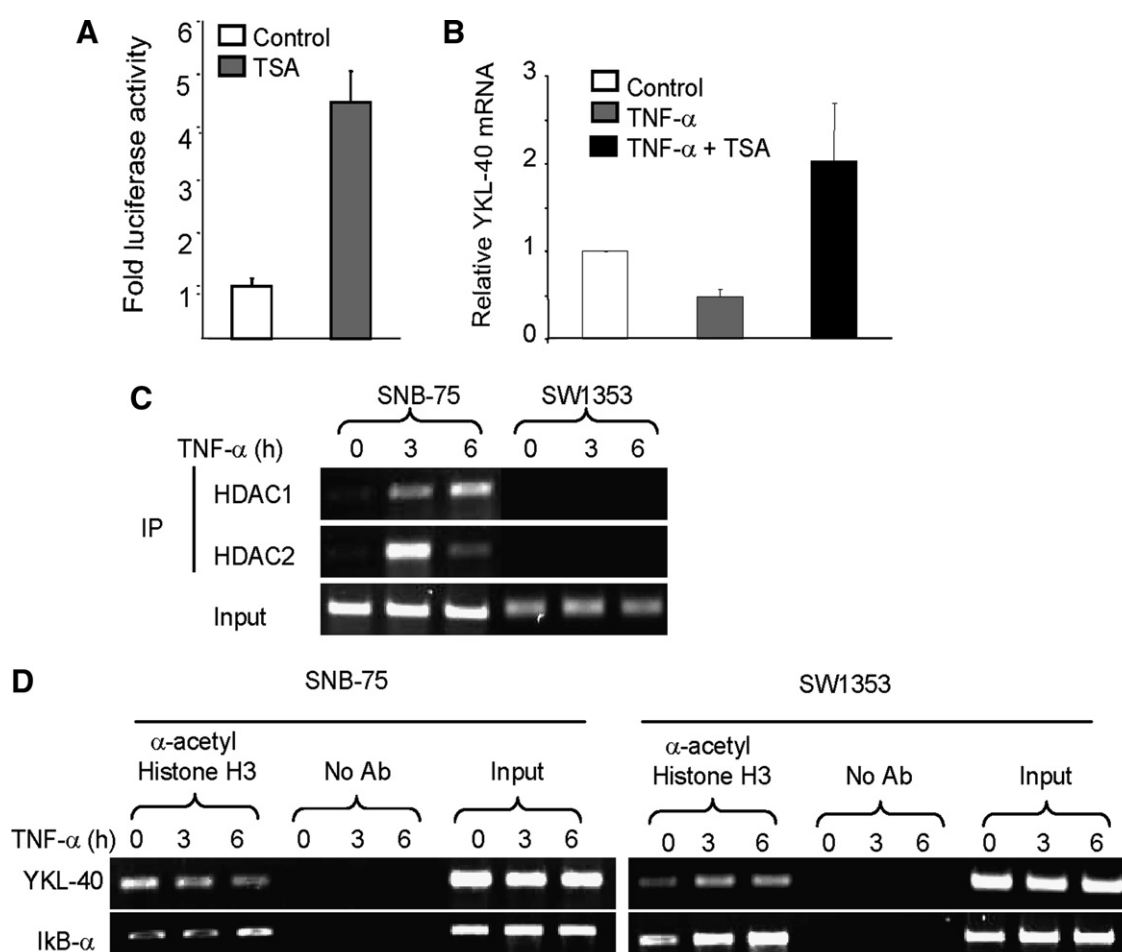 A
Fold luciferase activity
6
5
4
3
2
1
Control
TSA
B
Relative YKL-40 mRNA
3
2
1
0
Control
TNF-α
TNF-α + TSA
C
SNB-75 SW1353
TNF-α (h) 0 3 6 0 3 6
IP
HDAC1
HDAC2
Input
D
SNB-75 SW1353
α-acetyl
Histone H3 No Ab Input
α-acetyl
Histone H3 No Ab Input
TNF-α (h) 0 3 6 0 3 6 0 3 6 0 3 6 0 3 6 0 3 6
YKL-40
IkB-α